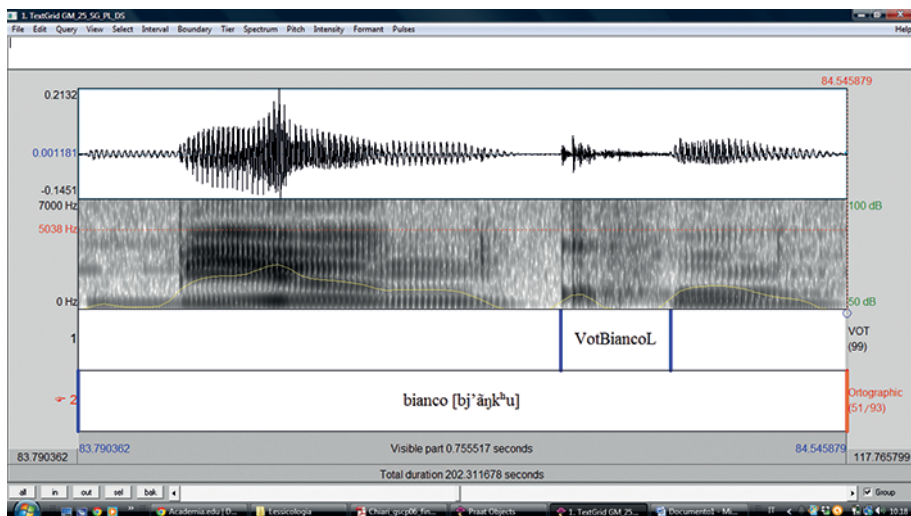 1. TextGrid GM_25_SG_PL_DS
File Edit Query View Select Interval Boundary Tier Spectrum Pitch Intensity Formant Pulses Help
84.545879
0.2132
0.001181
-0.1451
7000 Hz 100 dB
5038 Hz
0 Hz 50 dB
1 VotBiancoL VOT
(99)
2 bianco [bj’ãŋkʰu] Ortographic
(51/93)
83.790362 83.790362 Visible part 0.755517 seconds 84.545879 117.765799
Total duration 202.311678 seconds
all in out sel bak Group
Academia.edu | D... Lessicologia Chiari_gscp06_fin... Praat Objects 1. TextGrid GM_25... Documento1 - Mi... IT 10.18